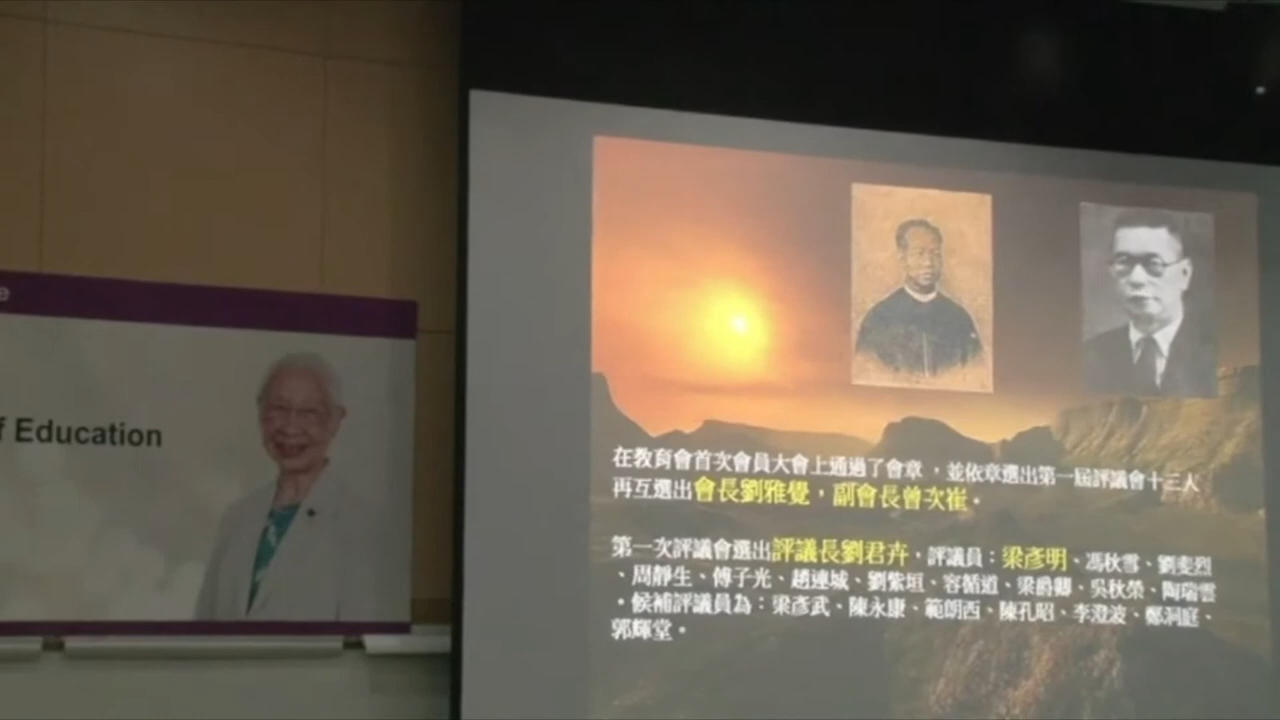 e
f Education
在教育會首次會員大會上通過了會章，並依章選出第一屆評議會十三人
再互選出會長劉雅覺，副會長曾次崔。
第一次評議會選出評議長劉君卉，評議員：梁彥明、馮秋雪、劉斐烈
、周靜生、傅子光、趙連城、劉紫垣、容循道、梁爵卿、吳秋榮、陶瑞雲
。候補評議員為：梁彥武、陳永康、範朗西、陳孔昭、李澄波、鄭洞庭、
郭輝堂。